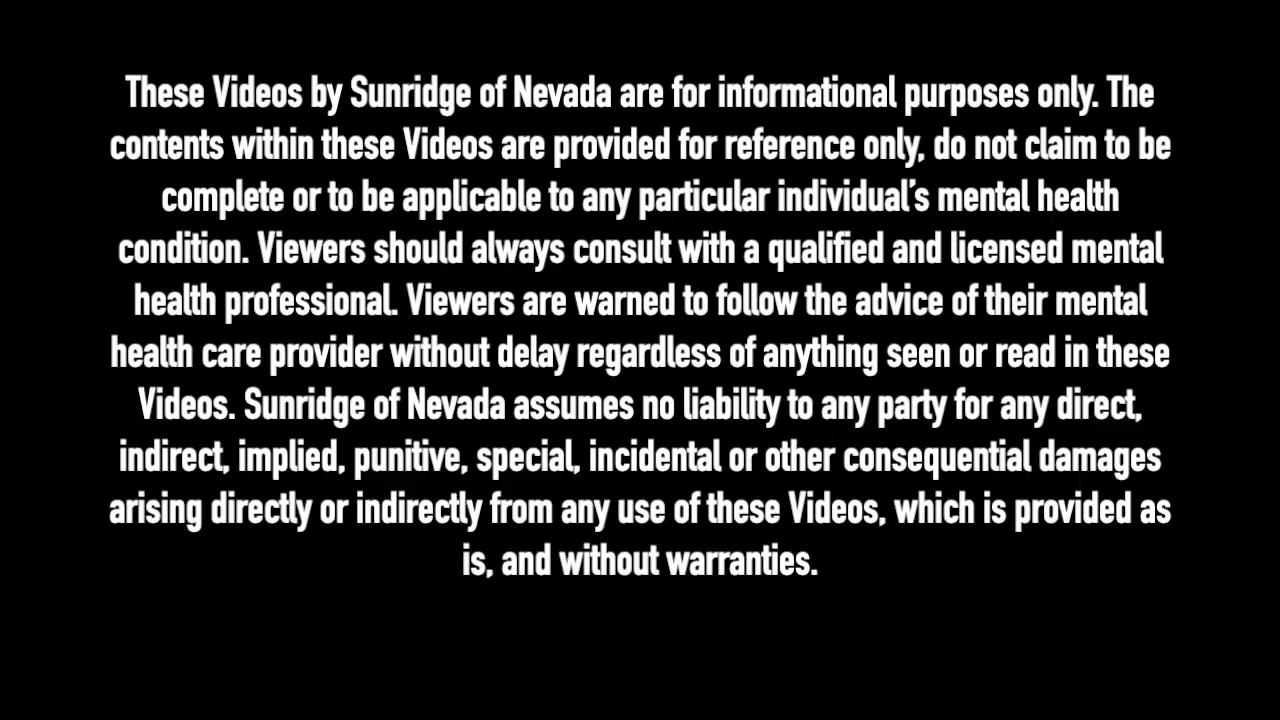 These Videos by Sunridge of Nevada are for informational purposes only. The
contents within these Videos are provided for reference only, do not claim to be
complete or to be applicable to any particular individual's mental health
condition. Viewers should always consult with a qualified and licensed mental
health professional. Viewers are warned to follow the advice of their mental
health care provider without delay regardless of anything seen or read in these
Videos. Sunridge of Nevada assumes no liability to any party for any direct,
indirect, implied, punitive, special, incidental or other consequential damages
arising directly or indirectly from any use of these Videos, which is provided as
is, and without warranties.